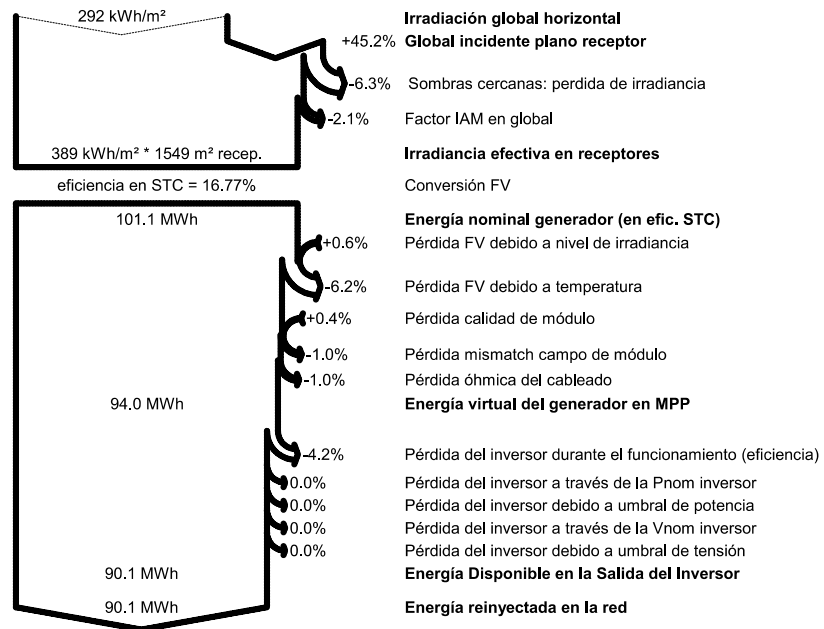 292 kWh/m² Irradiación global horizontal
+45.2% Global incidente plano receptor
-6.3% Sombras cercanas: perdida de irradiancia
-2.1% Factor IAM en global
389 kWh/m² * 1549 m² recep. Irradiancia efectiva en receptores
eficiencia en STC = 16.77% Conversión FV
101.1 MWh Energía nominal generador (en efic. STC)
+0.6% Pérdida FV debido a nivel de irradiancia
-6.2% Pérdida FV debido a temperatura
+0.4% Pérdida calidad de módulo
-1.0% Pérdida mismatch campo de módulo
-1.0% Pérdida óhmica del cableado
94.0 MWh Energía virtual del generador en MPP
-4.2% Pérdida del inversor durante el funcionamiento (eficiencia)
0.0% Pérdida del inversor a través de la Pnom inversor
0.0% Pérdida del inversor debido a umbral de potencia
0.0% Pérdida del inversor a través de la Vnom inversor
0.0% Pérdida del inversor debido a umbral de tensión
90.1 MWh Energía Disponible en la Salida del Inversor
90.1 MWh Energía reinyectada en la red